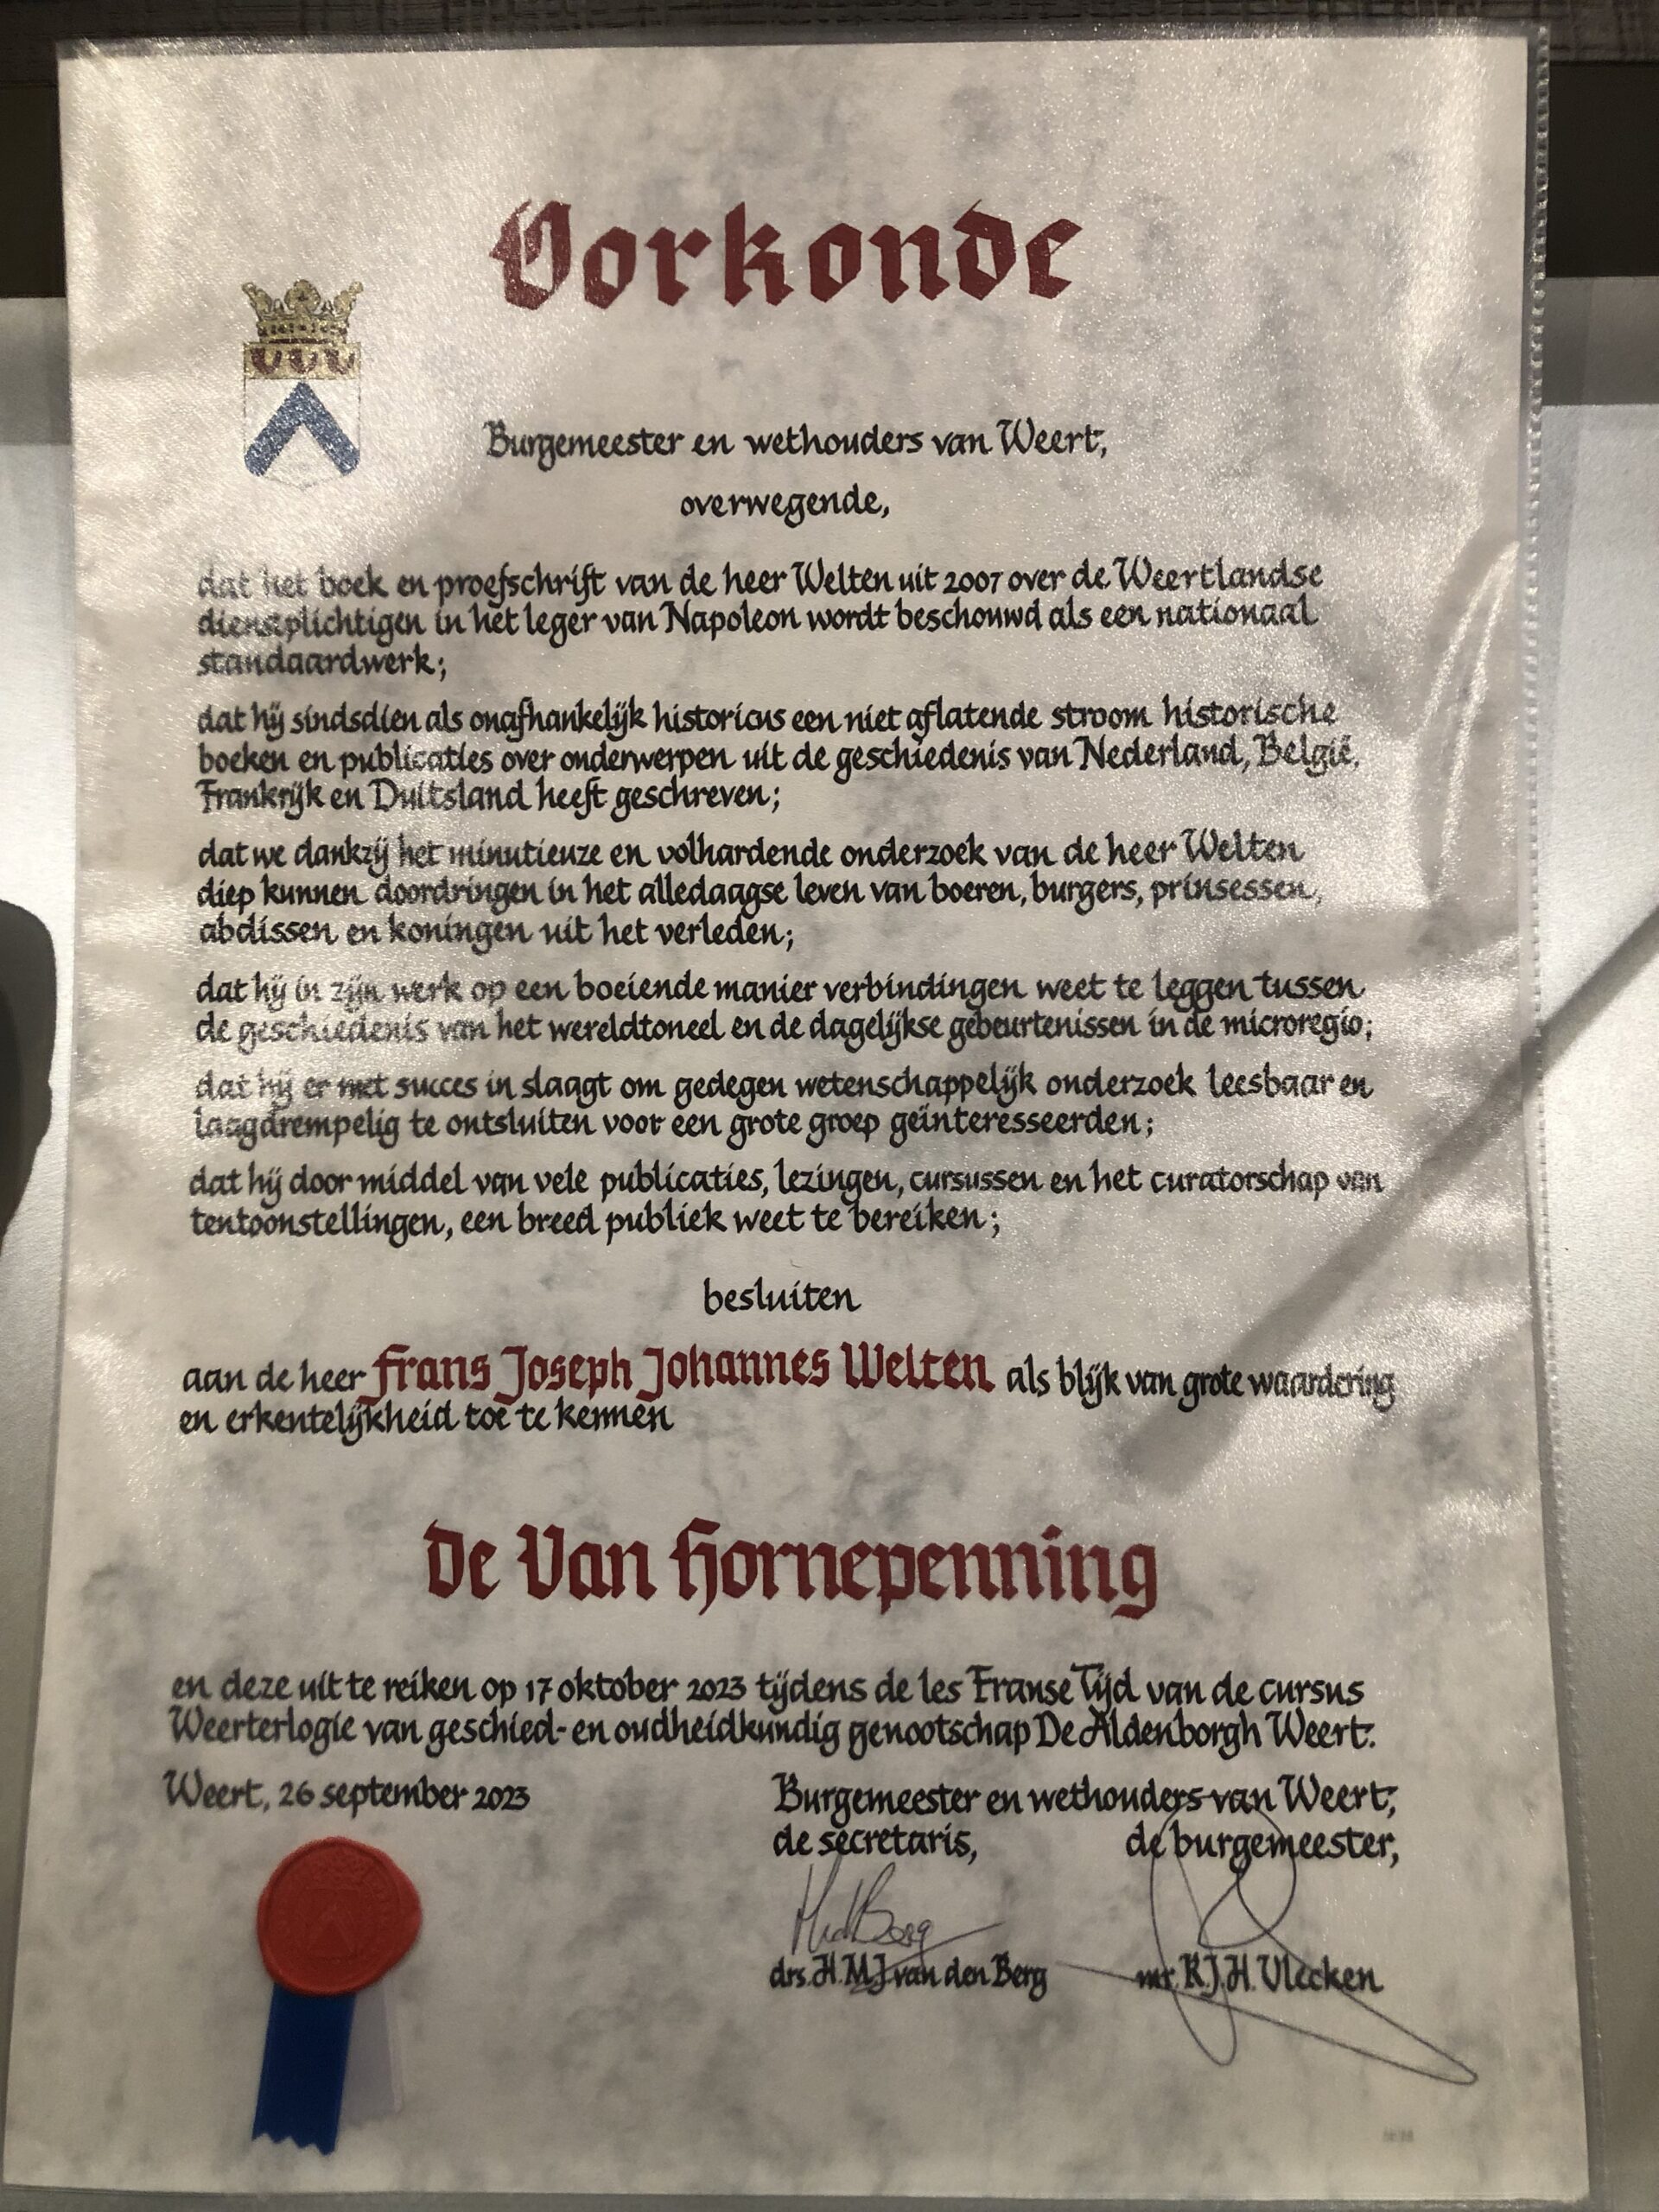 Oorkonde
Burgemeester en wethouders van Weert,
overwegende,
dat het boek en proefschrift van de heer Welten uit 2007 over de Weertlandse
dienstplichtigen in het leger van Napoleon wordt beschouwd als een nationaal
standaardwerk;
dat hij sindsdien als onafhankelijk historicus een niet aflatende stroom historische
boeken en publicaties over onderwerpen uit de geschiedenis van Nederland, België,
Frankrijk en Duitsland heeft geschreven;
dat we dankzij het minutieuze en volhardende onderzoek van de heer Welten
diep kunnen doordringen in het alledaagse leven van boeren, burgers, prinsessen,
abdissen en koningen uit het verleden;
dat hij in zijn werk op een boeiende manier verbindingen weet te leggen tussen
de geschiedenis van het wereldtoneel en de dagelijkse gebeurtenissen in de microregio;
dat hij er met succes in slaagt om gedegen wetenschappelijk onderzoek leesbaar en
laagdrempelig te ontsluiten voor een grote groep geïnteresseerden;
dat hij door middel van vele publicaties, lezingen, cursussen en het curatorschap van
tentoonstellingen, een breed publiek weet te bereiken;
besluiten
aan de heer Frans Joseph Johannes Welten als blijk van grote waardering
en erkentelijkheid toe te kennen
De Van Hornepenning
en deze uit te reiken op 17 oktober 2023 tijdens de les Franse Tijd van de cursus
Weerterlogie van geschied- en oudheidkundig genootschap De Aldenborgh Weert.
Weert, 26 september 2023
Burgemeester en wethouders van Weert,
de secretaris, de burgemeester,
drs. H.M.J. van den Berg mr. R.J.H. Vlecken